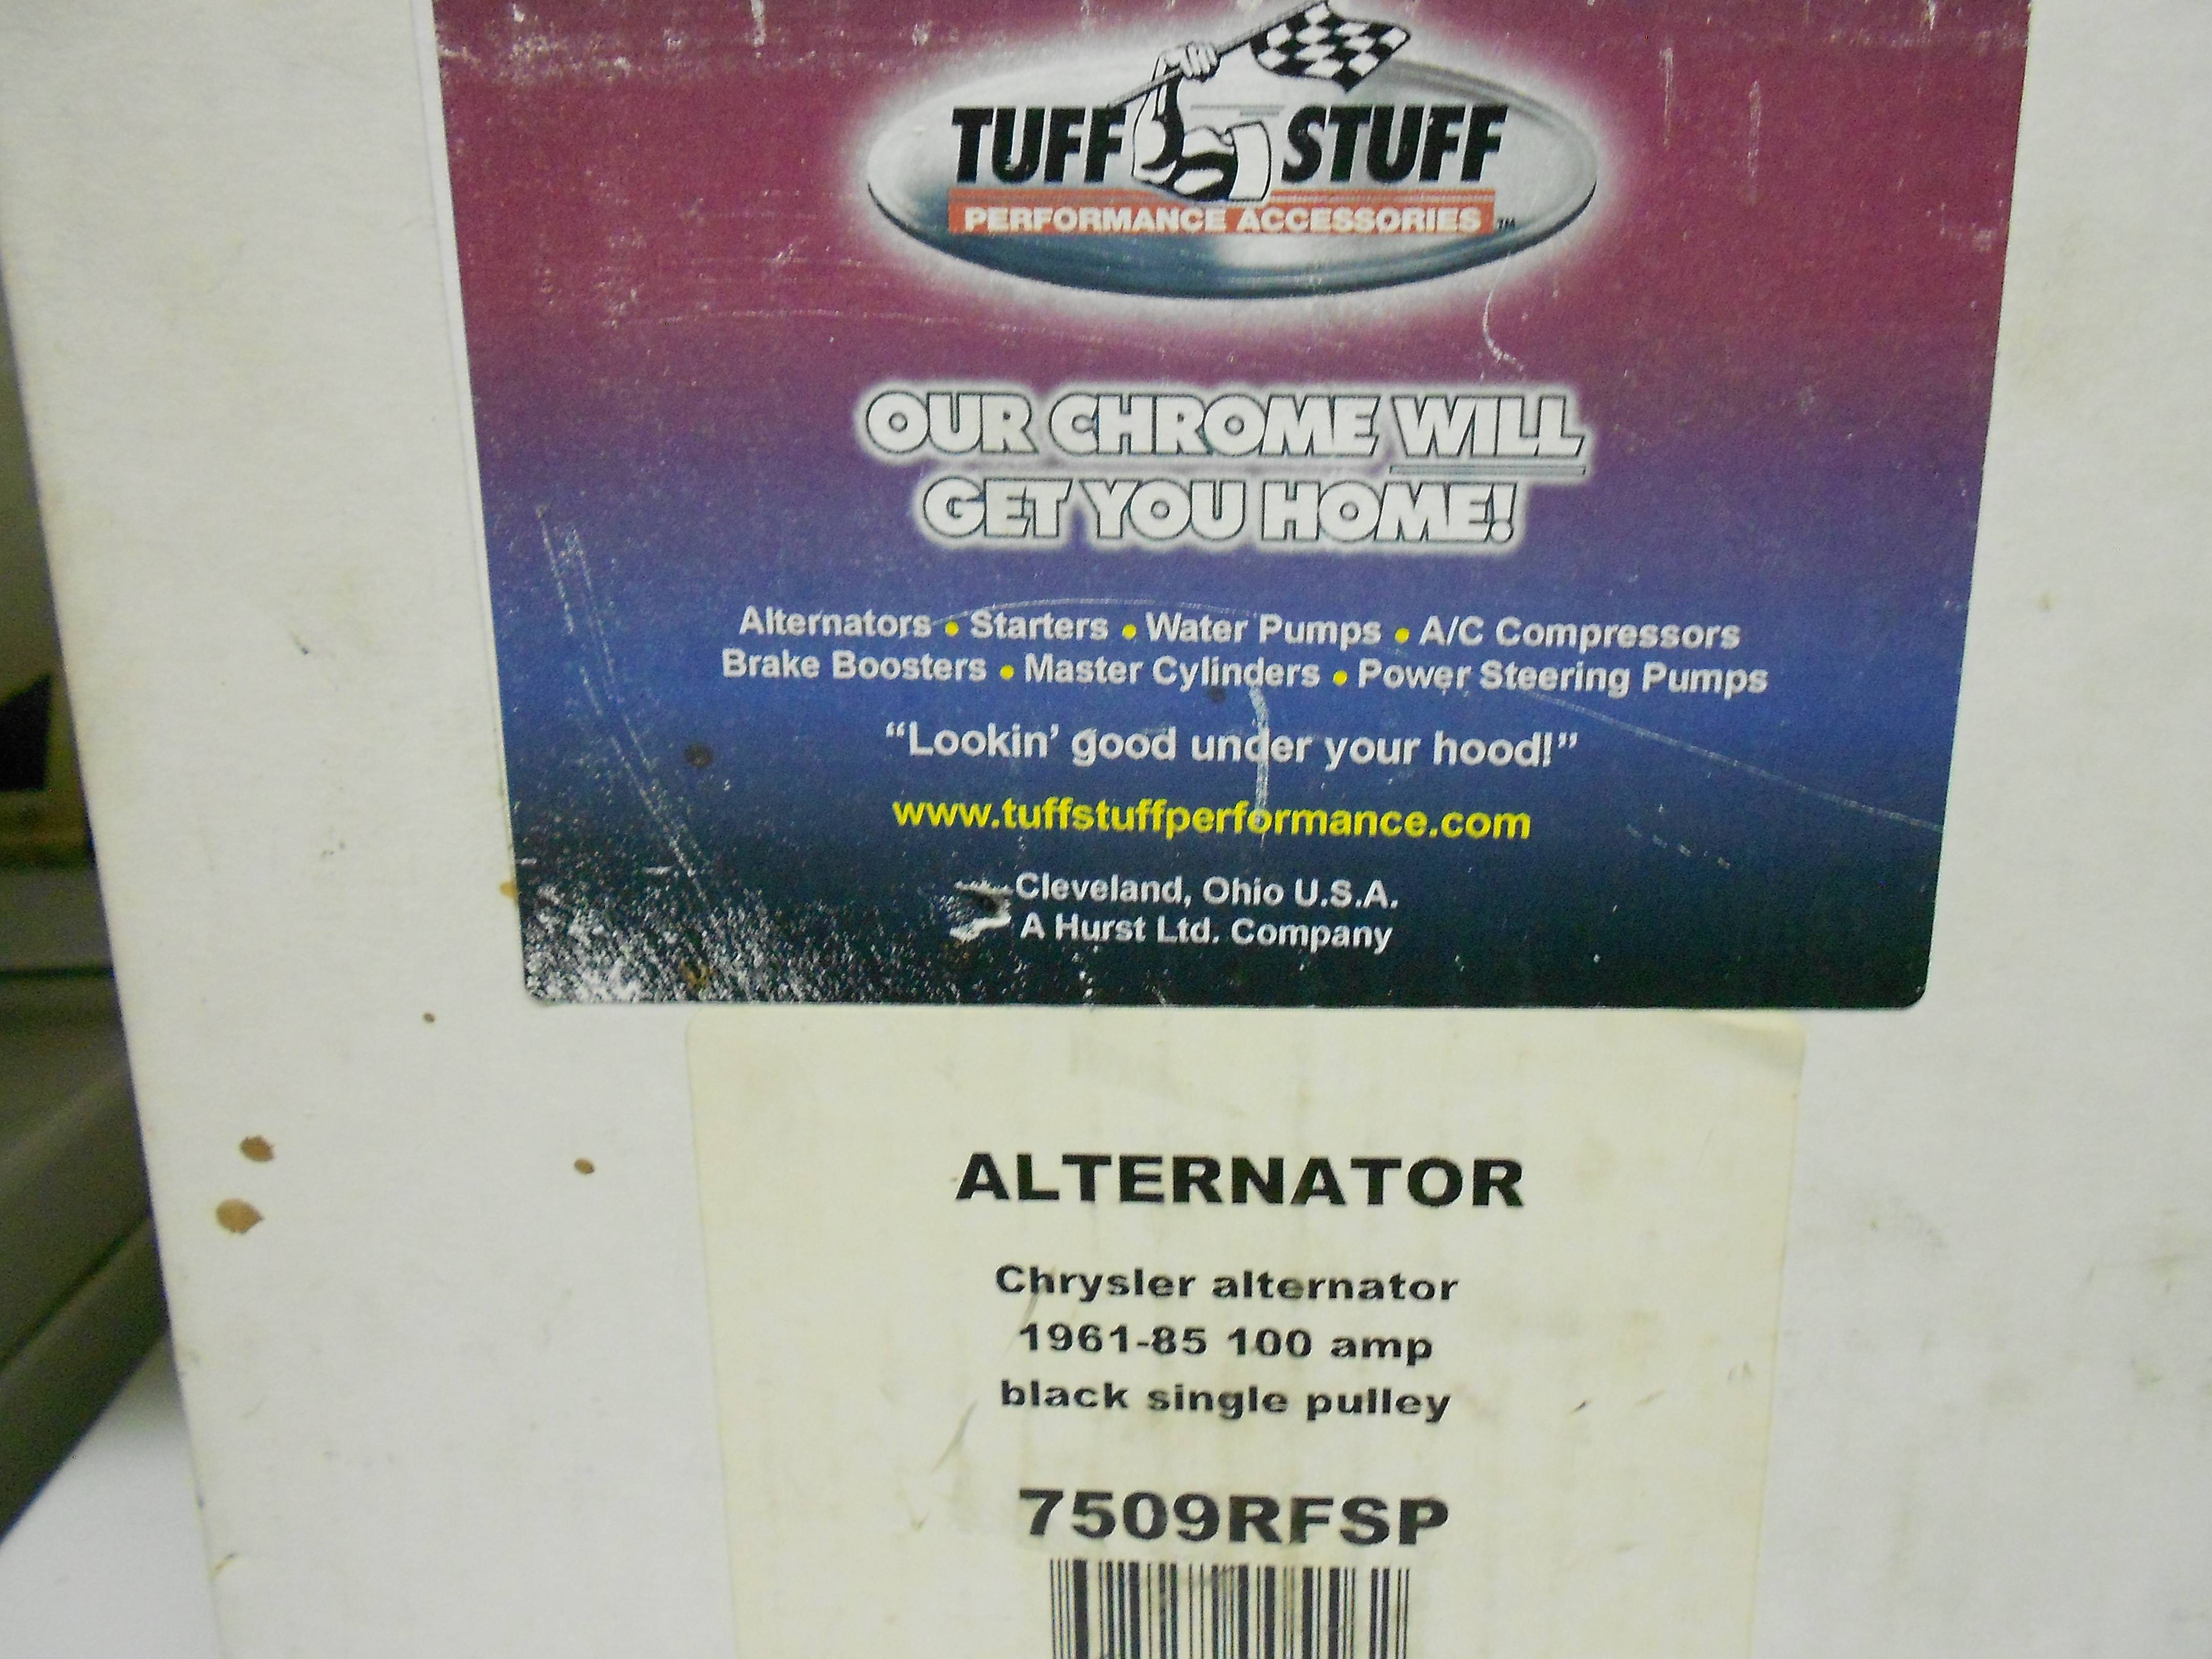 TUFF STUFF
PERFORMANCE ACCESSORIES ™
OUR CHROME WILL
GET YOU HOME!
Alternators • Starters • Water Pumps • A/C Compressors
Brake Boosters • Master Cylinders • Power Steering Pumps
“Lookin’ good under your hood!”
www.tuffstuffperformance.com
Cleveland, Ohio U.S.A.
A Hurst Ltd. Company
ALTERNATOR
Chrysler alternator
1961-85 100 amp
black single pulley
7509RFSP